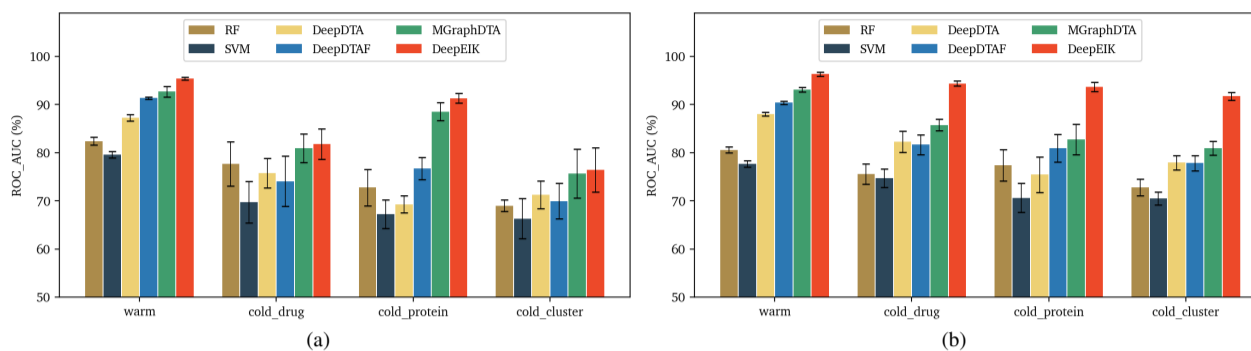 RF DeepDTA MGraphDTA
SVM DeepDTAF DeepEIK
ROC_AUC (%)
100
90
80
70
60
50
warm cold_drug cold_protein cold_cluster
(a)
RF DeepDTA MGraphDTA
SVM DeepDTAF DeepEIK
ROC_AUC (%)
100
90
80
70
60
50
warm cold_drug cold_protein cold_cluster
(b)